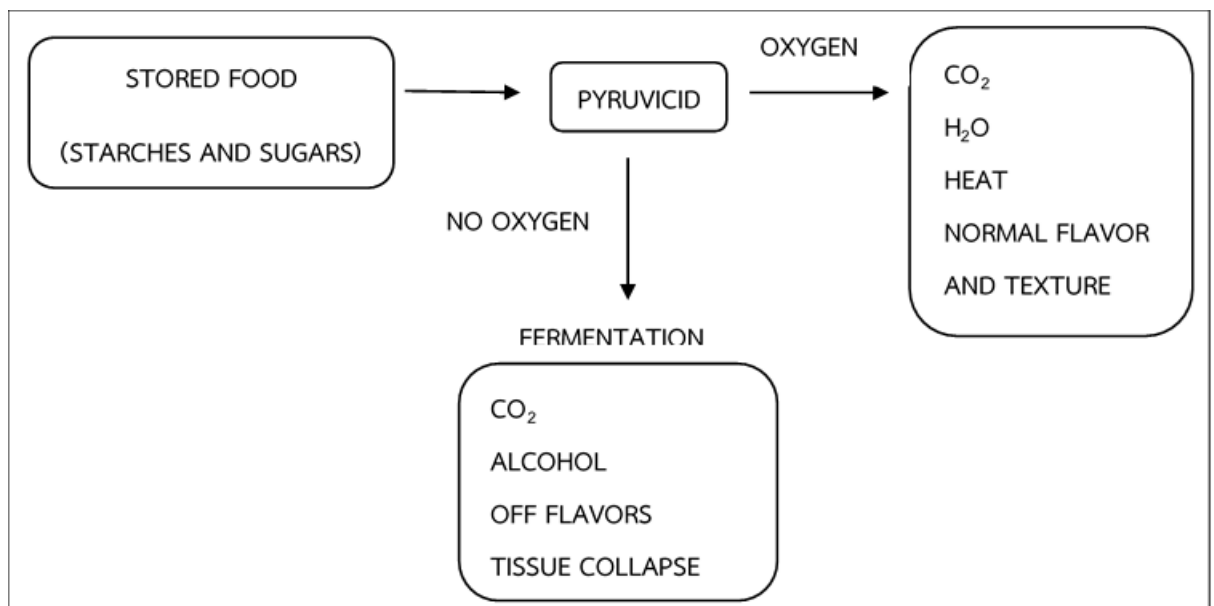 STORED FOOD
(STARCHES AND SUGARS)
PYRUVICID
OXYGEN
CO₂
H₂O
HEAT
NORMAL FLAVOR
AND TEXTURE
NO OXYGEN
FERMENTATION
CO₂
ALCOHOL
OFF FLAVORS
TISSUE COLLAPSE